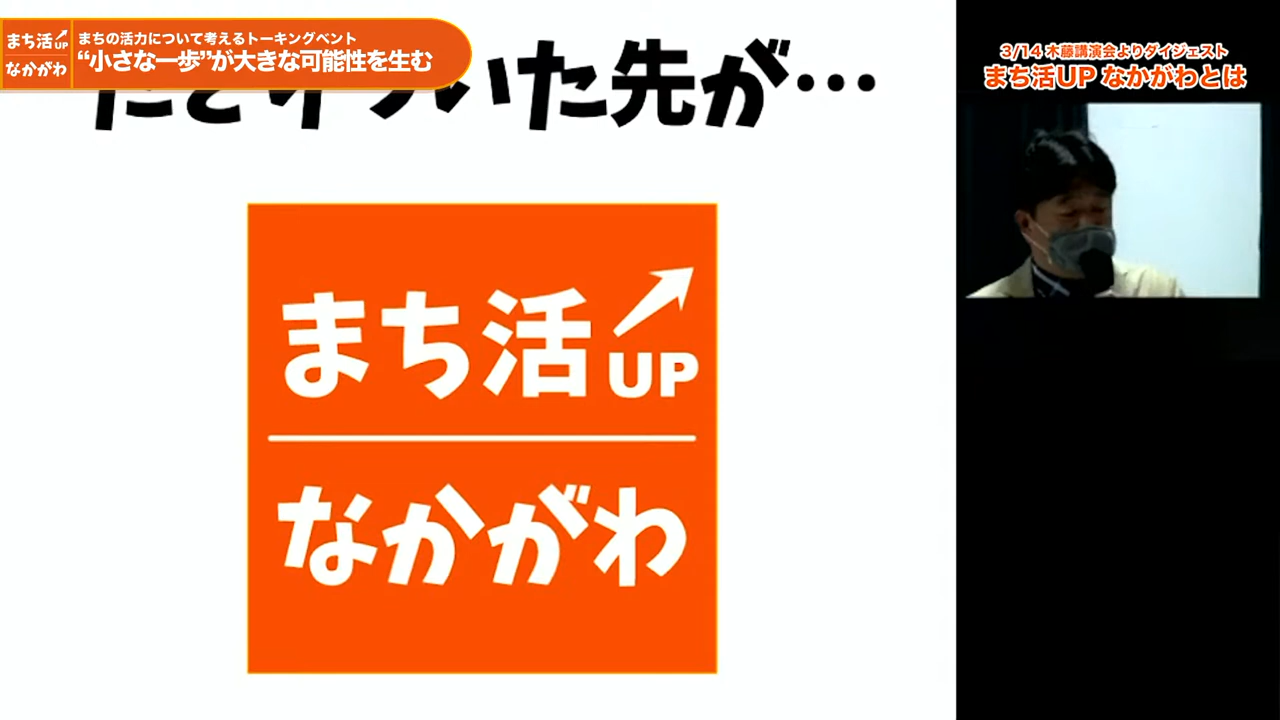 まち活UP
なかがわ
まちの活力について考えるトーキングベント
“小さな一歩”が大きな可能性を生む
いた先が…
まち活
UP
なかがわ
3/14 木藤講演会よりダイジェスト
まち活UP なかがわとは